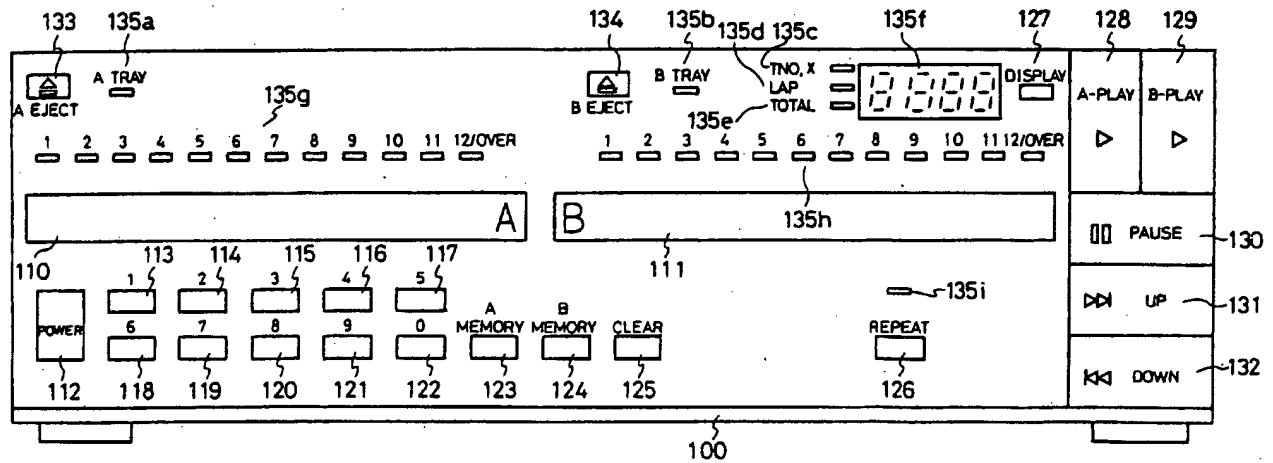 133 135a 134 135b 135d 135c 135f 127 128 129
A TRAY B TRAY TNO, X DISPLAY
LAP
A EJECT B EJECT TOTAL A-PLAY B-PLAY
135g 135e
8888
1 2 3 4 5 6 7 8 9 10 11 12/OVER 1 2 3 4 5 6 7 8 9 10 11 12/OVER
A B 135h
PAUSE 130
110 113 114 115 116 117 111
1 2 3 4 5 135i
UP 131
POWER 6 7 8 9 0 A MEMORY B MEMORY CLEAR REPEAT
DOWN 132
112 118 119 120 121 122 123 124 125 126
100